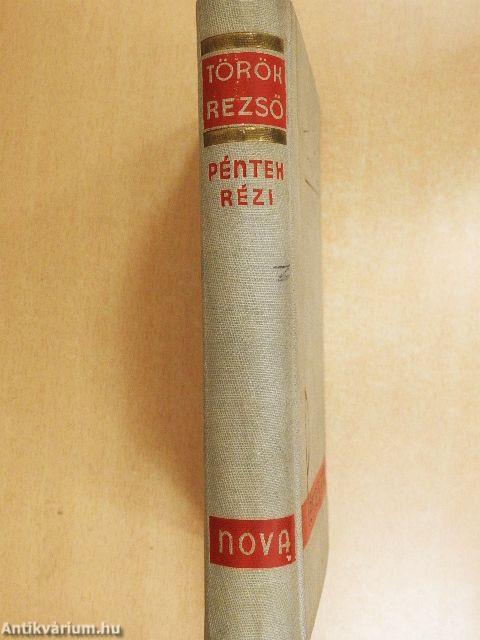 TÖRÖK
REZSŐ
PÉNTEK
RÉZI
NOVA
Antikvárium.hu